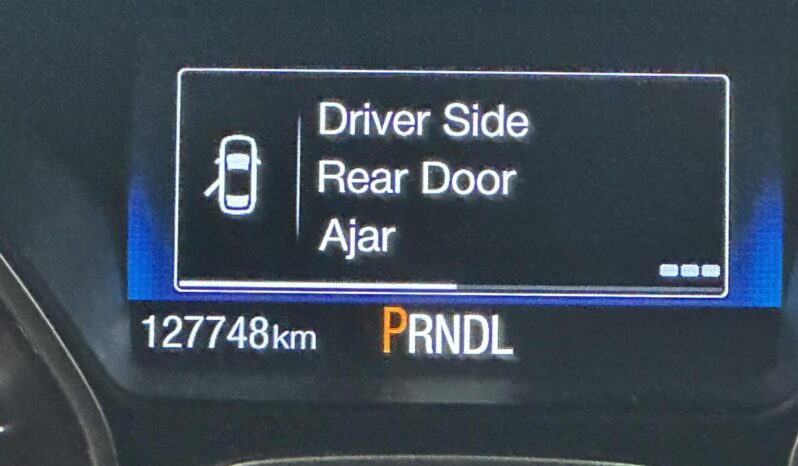 Driver Side
Rear Door
Ajar
127748km PRNDL